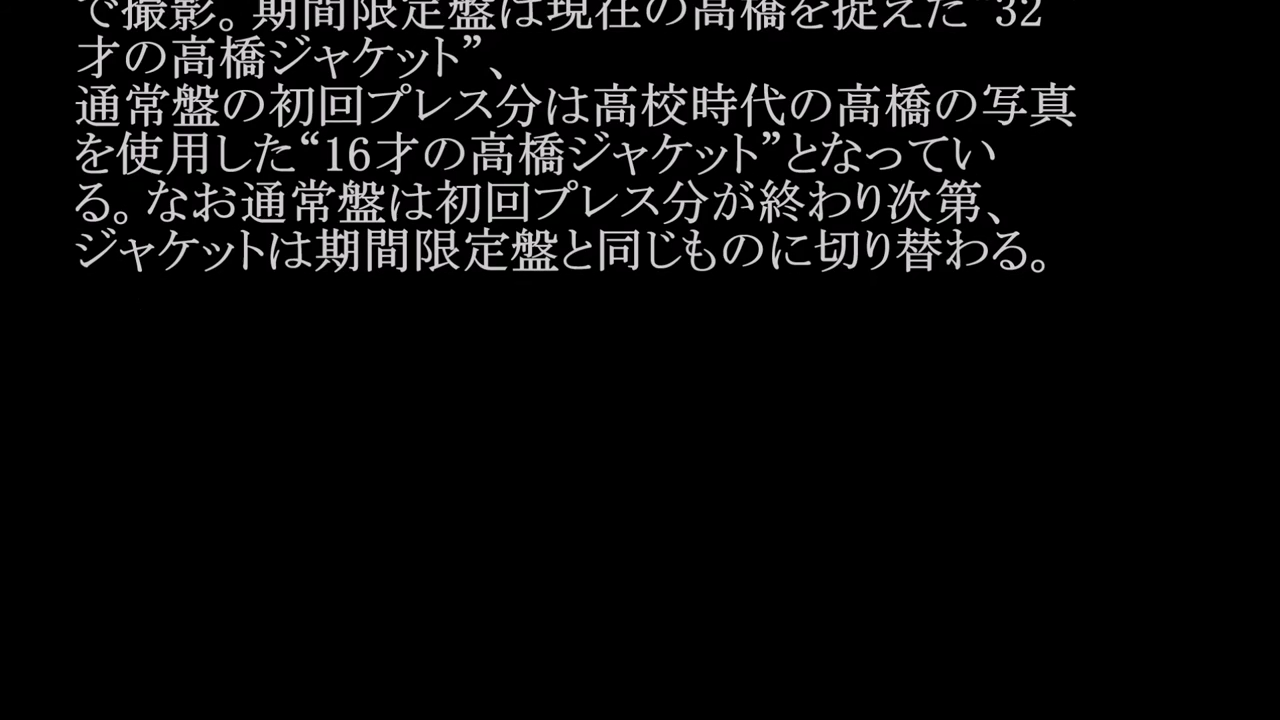 で撮影。期間限定盤は現在の高橋を捉えた“32
才の高橋ジャケット”、
通常盤の初回プレス分は高校時代の高橋の写真
を使用した“16才の高橋ジャケット”となってい
る。なお通常盤は初回プレス分が終わり次第、
ジャケットは期間限定盤と同じものに切り替わる。